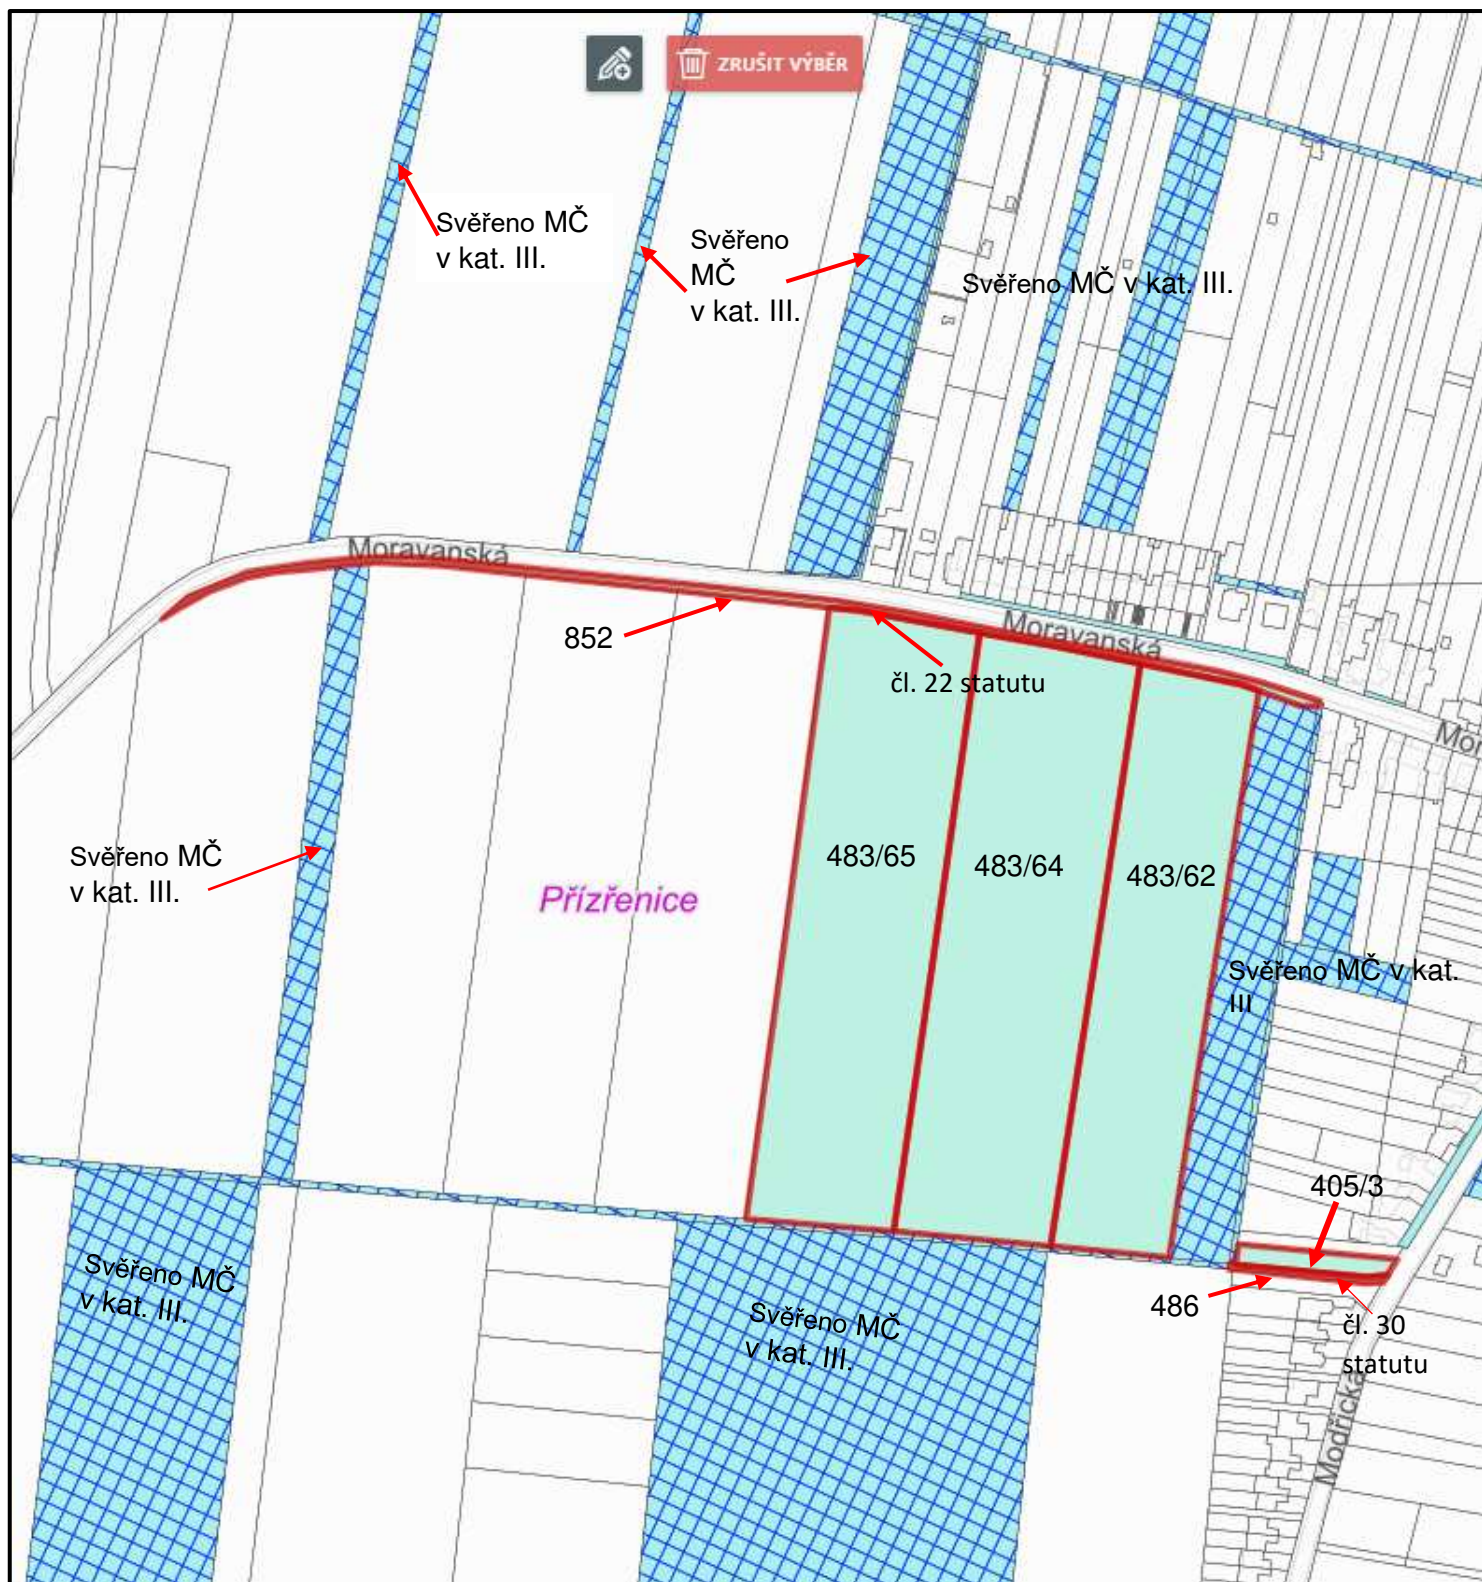 ZRUŠIT VÝBĚR
Svěřeno MČ
v kat. III.
Svěřeno
MČ
v kat. III.
Svěřeno MČ v kat. III.
Moravanská
Moravanská
852
čl. 22 statutu
Mor
483/65
483/64
483/62
Svěřeno MČ
v kat. III.
Přízřenice
Svěřeno MČ v kat.
III
405/3
Svěřeno MČ
v kat. III.
486
Svěřeno MČ
v kat. III.
čl. 30
statutu
Modřická